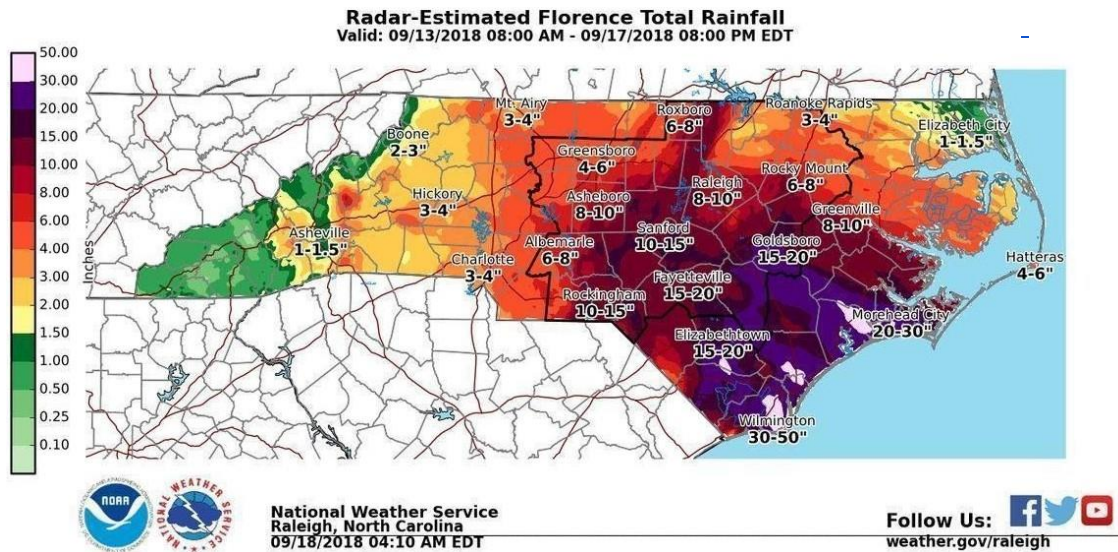 Radar-Estimated Florence Total Rainfall
Valid: 09/13/2018 08:00 AM - 09/17/2018 08:00 PM EDT
50.00
30.00
20.00
15.00
10.00
8.00
6.00
4.00
3.00
2.00
1.50
1.00
0.50
0.25
0.10
Inches
Mt. Airy
3-4"
Roxboro
6-8"
Roanoke Rapids
3-4"
Elizabeth City
1-1.5"
Boone
2-3"
Greensboro
4-6"
Rocky Mount
6-8"
Hickory
3-4"
Asheboro
8-10"
Raleigh
8-10"
Greenville
8-10"
Asheville
1-1.5"
Albemarle
6-8"
Sanford
10-15"
Goldsboro
15-20"
Charlotte
3-4"
Fayetteville
15-20"
Hatteras
4-6"
Rockingham
10-15"
Morehead City
20-30"
Elizabethtown
15-20"
Wilmington
30-50"
NOAA
NATIONAL WEATHER SERVICE
National Weather Service
Raleigh, North Carolina
09/18/2018 04:10 AM EDT
Follow Us:
weather.gov/raleigh